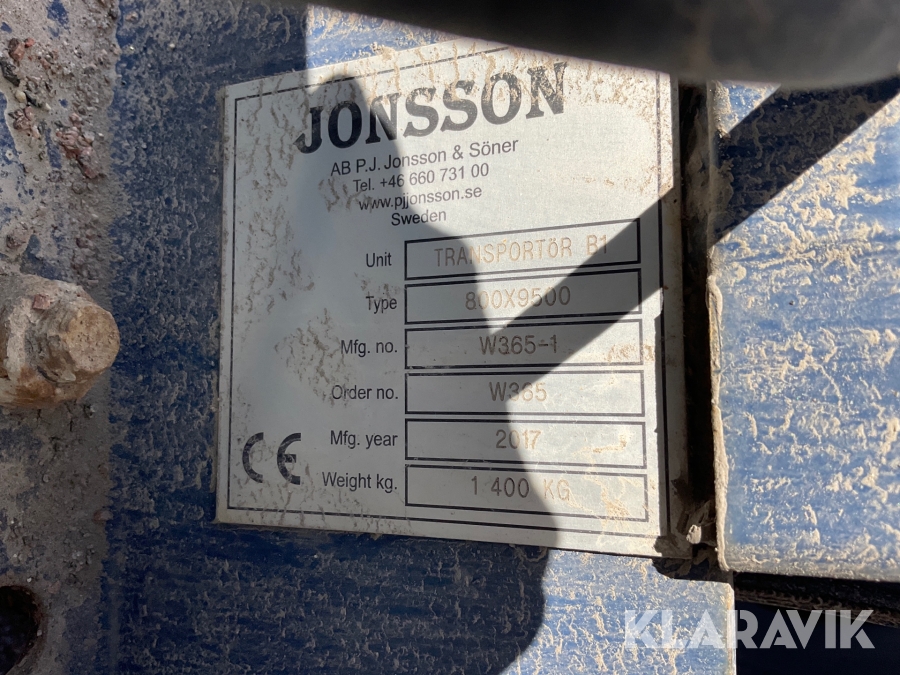 JONSSON
AB P.J. Jonsson & Söner
Tel. +46 660 731 00
www.pjjonsson.se
Sweden
Unit TRANSPORTöR B1
Type 800X9500
Mfg. no. W365-1
Order no. W365
Mfg. year 2017
Weight kg. 1 400 KG
CE
KLARAVIK